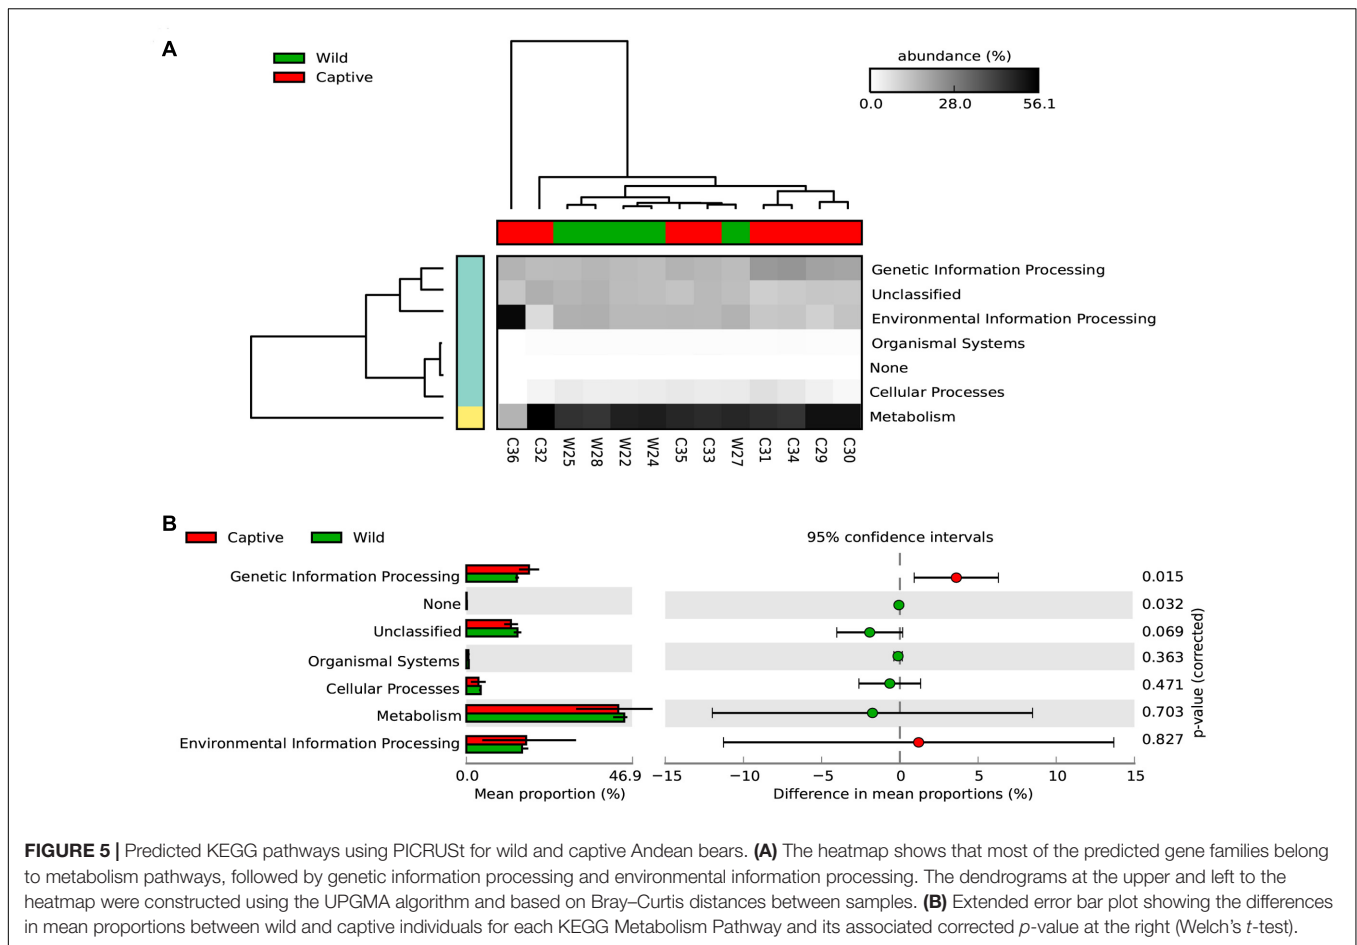 A
Wild
Captive
abundance (%)
0.0 28.0 56.1
Genetic Information Processing
Unclassified
Environmental Information Processing
Organismal Systems
None
Cellular Processes
Metabolism
C36 C32 W25 W28 W22 W24 C35 C33 W27 C31 C34 C29 C30
B
Captive Wild
95% confidence intervals
Genetic Information Processing 0.015
None 0.032
Unclassified 0.069
Organismal Systems 0.363
Cellular Processes 0.471
Metabolism 0.703
Environmental Information Processing 0.827
p-value (corrected)
0.0 46.9 −15 −10 −5 0 5 10 15
Mean proportion (%) Difference in mean proportions (%)
FIGURE 5 | Predicted KEGG pathways using PICRUSt for wild and captive Andean bears. (A) The heatmap shows that most of the predicted gene families belong
to metabolism pathways, followed by genetic information processing and environmental information processing. The dendrograms at the upper and left to the
heatmap were constructed using the UPGMA algorithm and based on Bray–Curtis distances between samples. (B) Extended error bar plot showing the differences
in mean proportions between wild and captive individuals for each KEGG Metabolism Pathway and its associated corrected p-value at the right (Welch's t-test).